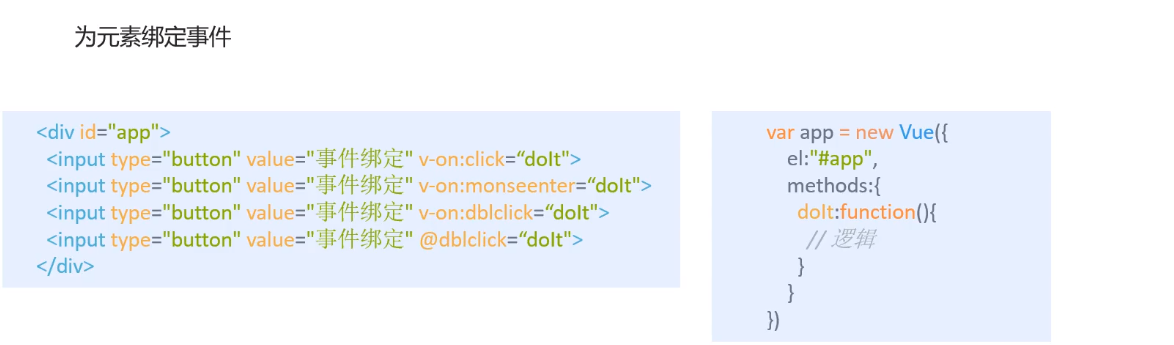 为元素绑定事件
<div id="app">
<input type="button" value="事件绑定" v-on:click=“doIt">
<input type="button" value="事件绑定" v-on:monseenter=“doIt">
<input type="button" value="事件绑定" v-on:dblclick=“doIt">
<input type="button" value="事件绑定" @dblclick=“doIt">
</div>
var app = new Vue({
el:"#app",
methods:{
doIt:function(){
// 逻辑
}
}
})